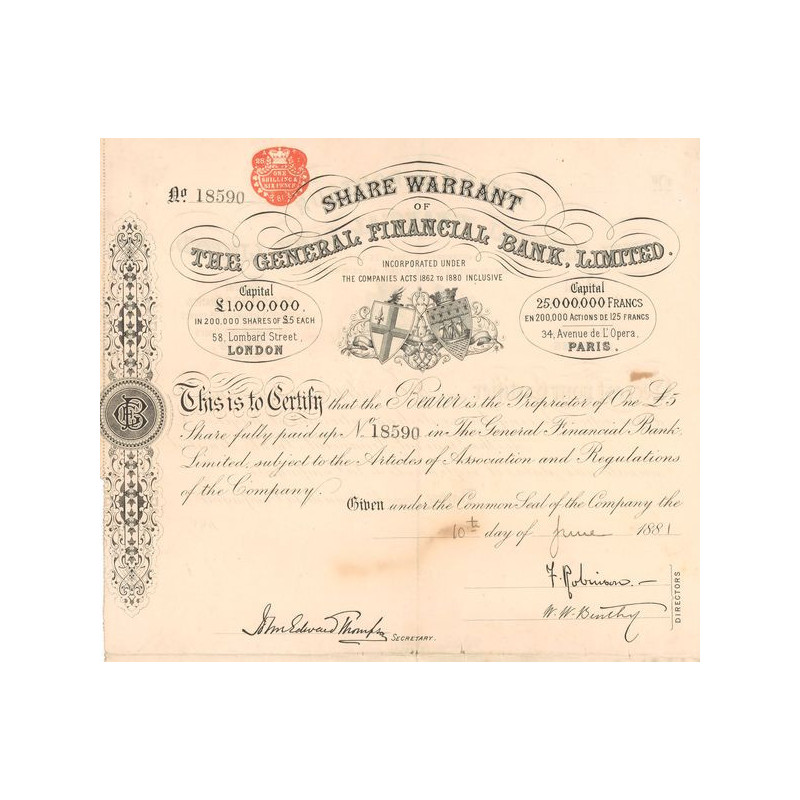 No. 18590
ONE
SHILLING &
SIX PENCE
SHARE WARRANT
OF
THE GENERAL FINANCIAL BANK, LIMITED.
INCORPORATED UNDER
THE COMPANIES ACTS 1862 TO 1880 INCLUSIVE
Capital
£1,000,000,
IN 200,000 SHARES OF £5 EACH
58, Lombard Street,
LONDON
Capital
25,000,000 FRANCS
EN 200,000 ACTIONS DE 125 FRANCS
34, Avenue de L'Opera,
PARIS.
This is to Certify that the Bearer is the Proprietor of One £5
Share fully paid up No 18590 in The General Financial Bank
Limited, subject to the Articles of Association and Regulations
of the Company.
Given under the Common Seal of the Company the
10th day of June 1881
F. Robinson.
W. W.
DIRECTORS
John Edward Thompson
SECRETARY.